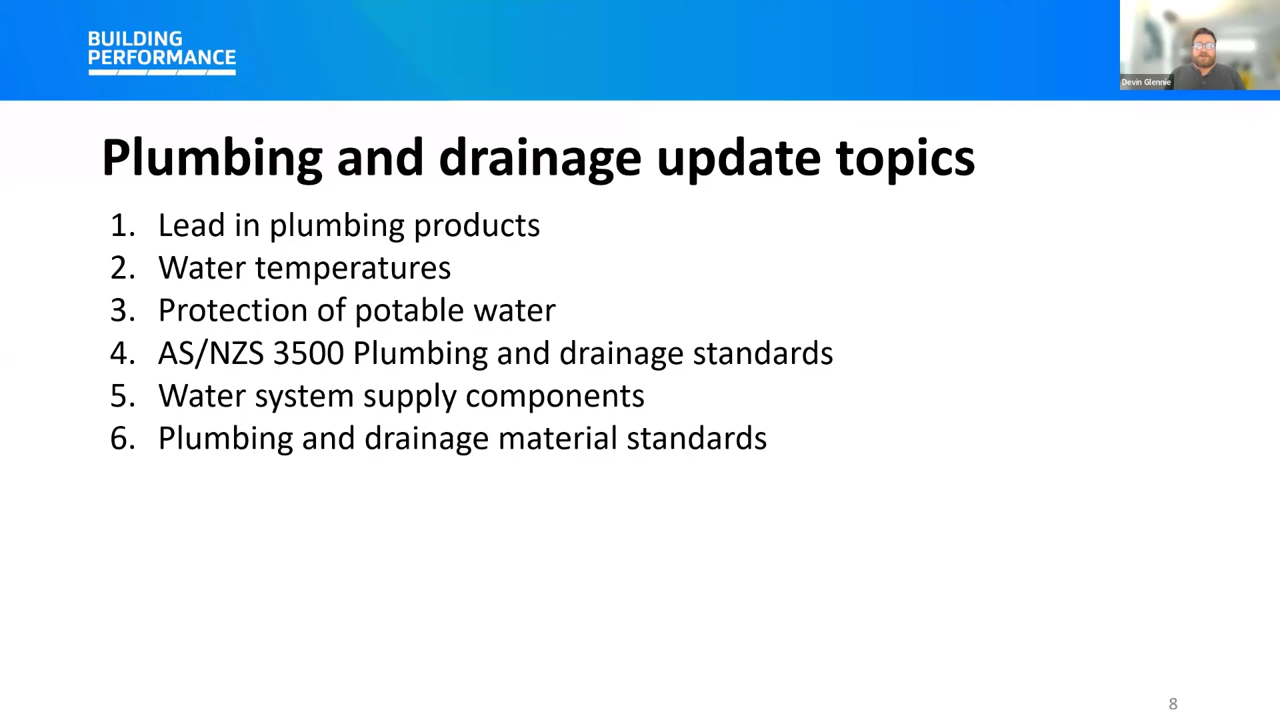 BUILDING
PERFORMANCE
Devin Glennie
Plumbing and drainage update topics
1. Lead in plumbing products
2. Water temperatures
3. Protection of potable water
4. AS/NZS 3500 Plumbing and drainage standards
5. Water system supply components
6. Plumbing and drainage material standards
8